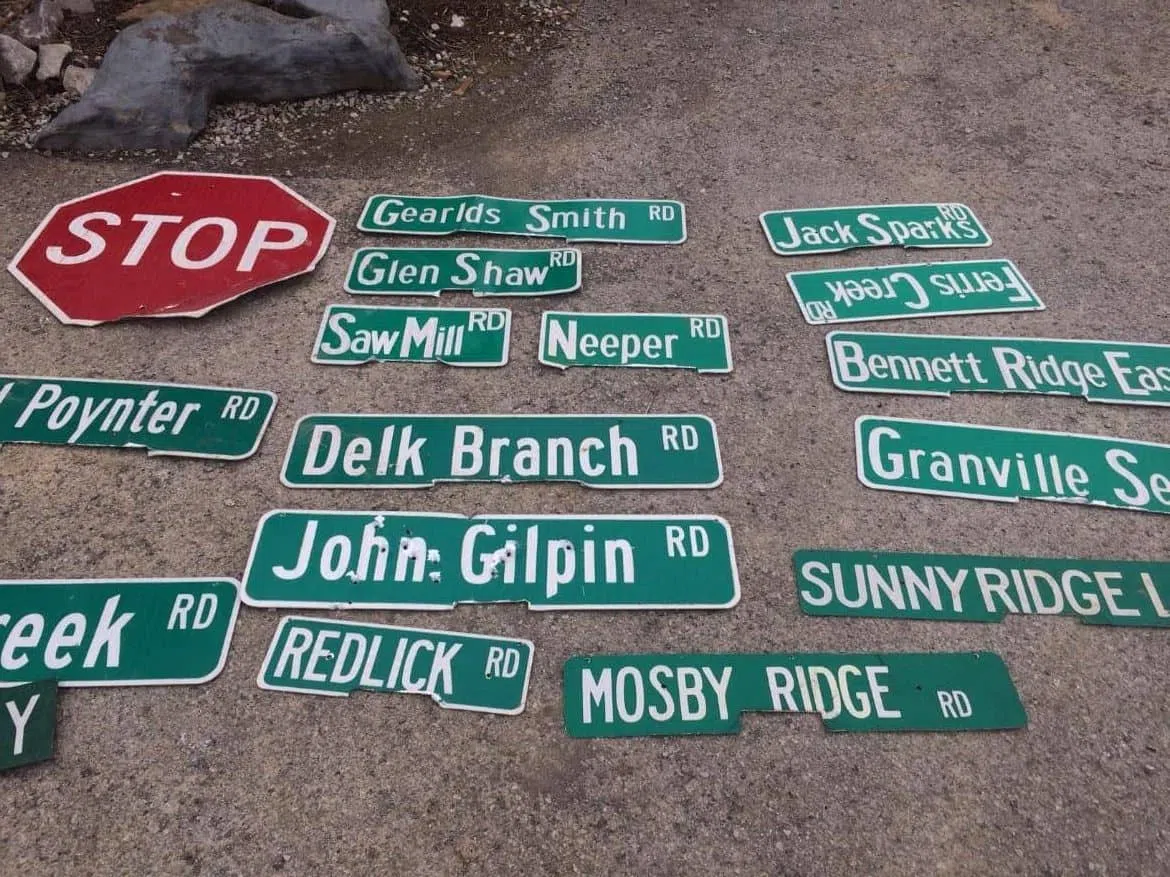 STOP
Gearlds Smith RD
Jack Sparks RD
Glen Shaw RD
Ferris Creek RD
Saw Mill RD
Neeper RD
Bennett Ridge Eas
Poynter RD
Delk Branch RD
Granville Se
John Gilpin RD
SUNNY RIDGE L
reek RD
REDLICK RD
MOSBY RIDGE RD
Y